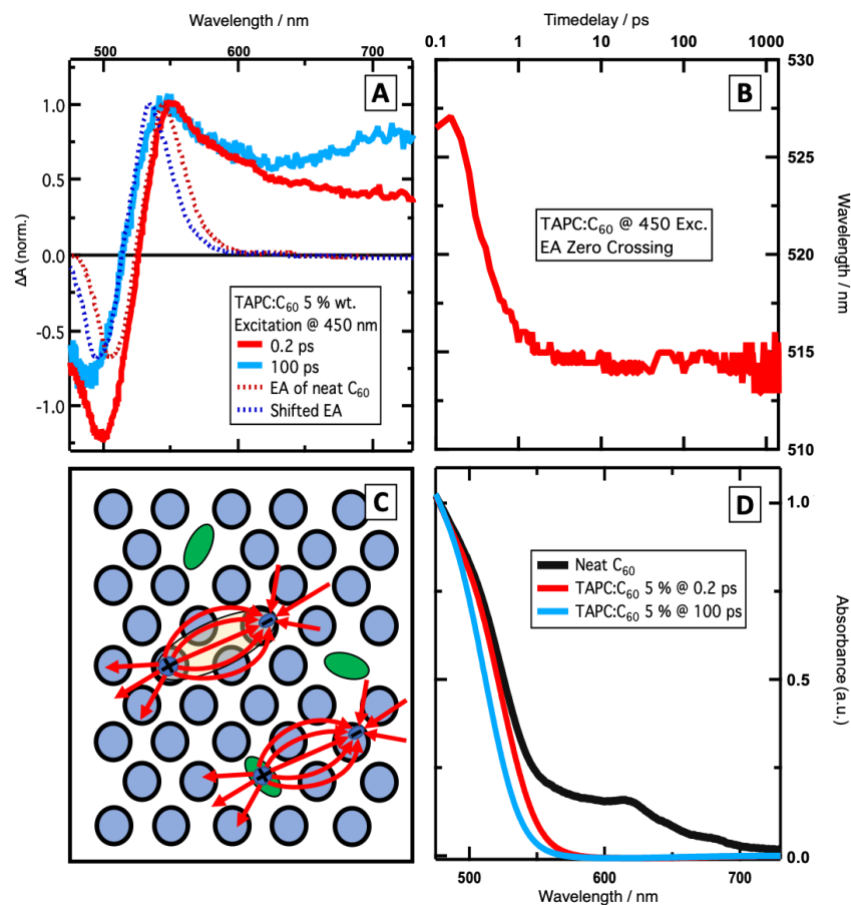 Wavelength / nm
500
600
700
A
1.0
0.5
0.0
-0.5
-1.0
ΔA (norm.)
TAPC:C60 5 % wt.
Excitation @ 450 nm
0.2 ps
100 ps
EA of neat C60
Shifted EA
Timedelay / ps
0.1
1
10
100
1000
B
530
525
520
515
510
Wavelength / nm
TAPC:C60 @ 450 Exc.
EA Zero Crossing
C
+
−
+
−
D
1.0
0.5
0.0
Absorbance (a.u.)
Neat C60
TAPC:C60 5 % @ 0.2 ps
TAPC:C60 5 % @ 100 ps
500
600
700
Wavelength / nm